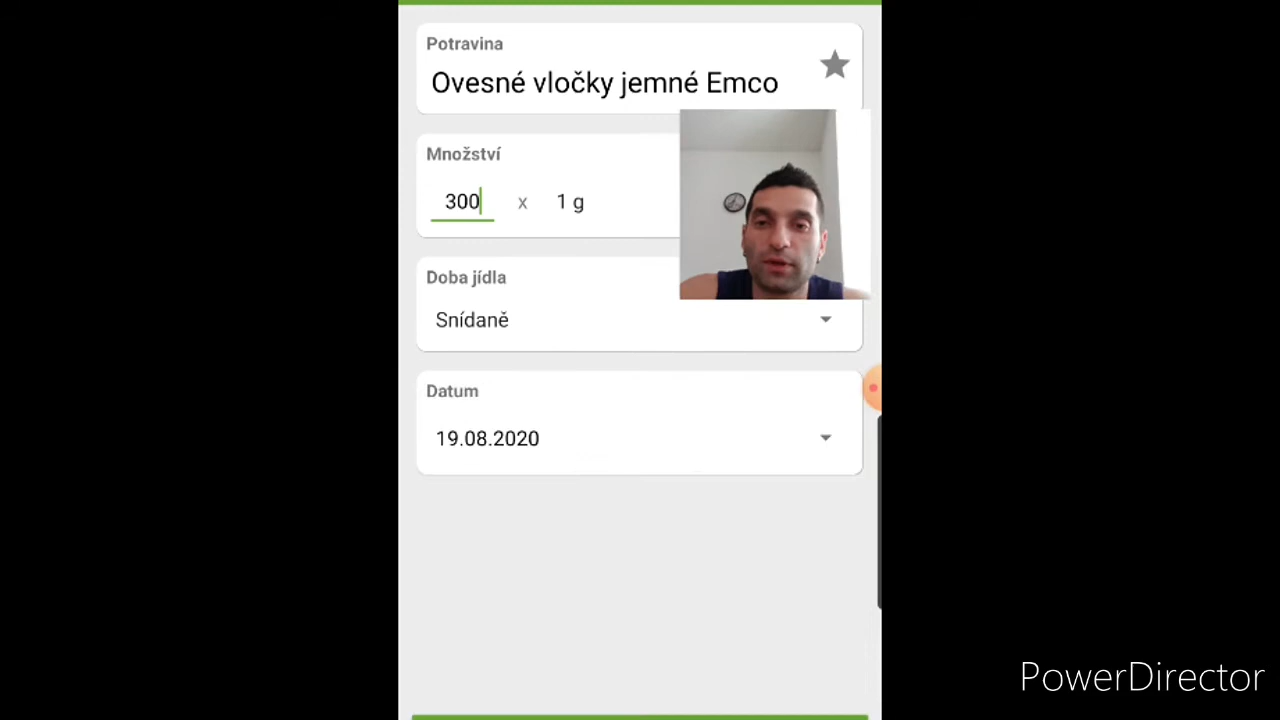 Potravina
Ovesné vločky jemné Emco
Množství
300 x 1 g
Doba jídla
Snídaně
Datum
19.08.2020
PowerDirector